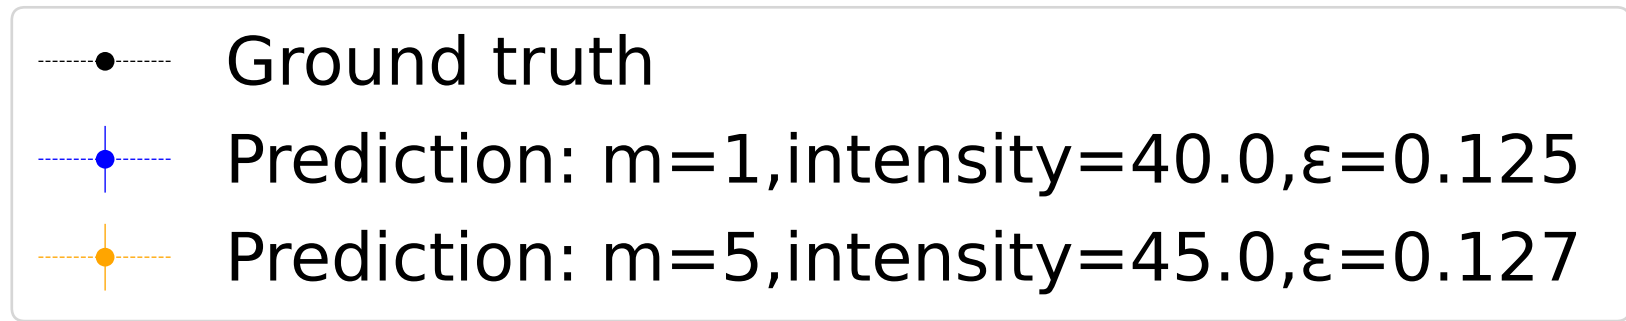 Ground truth
Prediction: m=1,intensity=40.0,ε=0.125
Prediction: m=5,intensity=45.0,ε=0.127